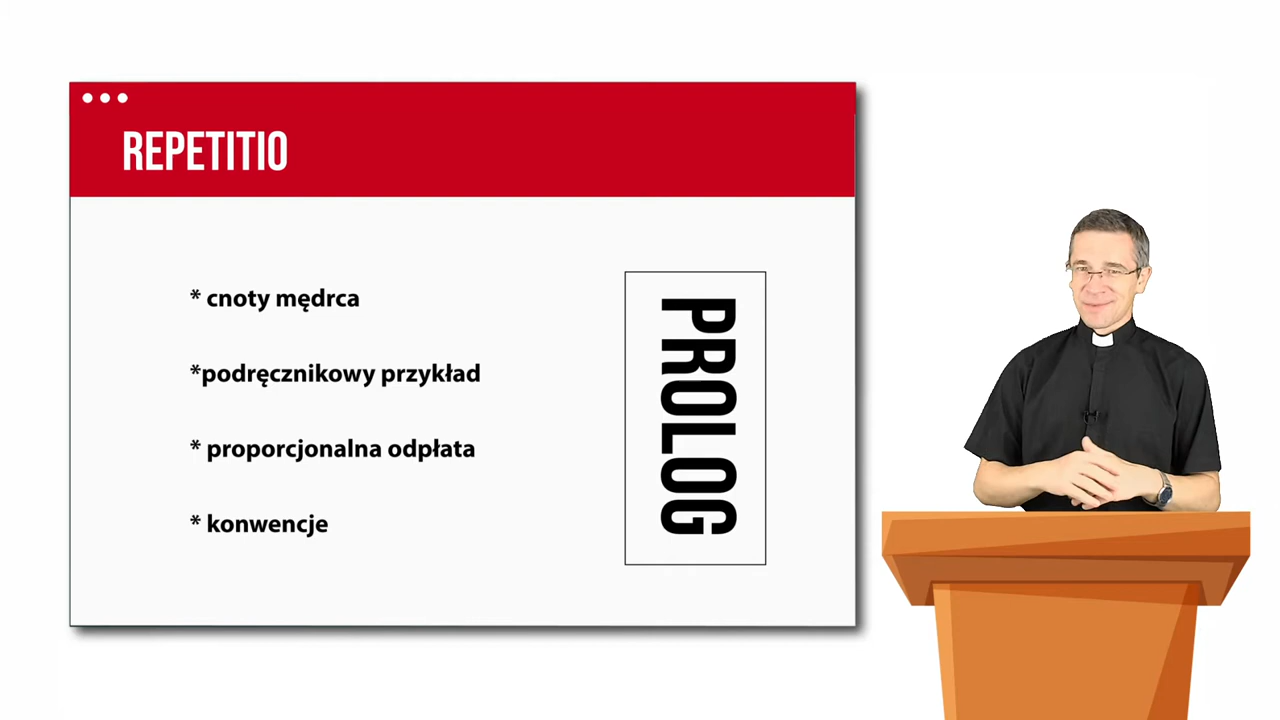 REPETITIO
* cnoty mędrca
*podręcznikowy przykład
* proporcjonalna odpłata
* konwencje
PROLOG